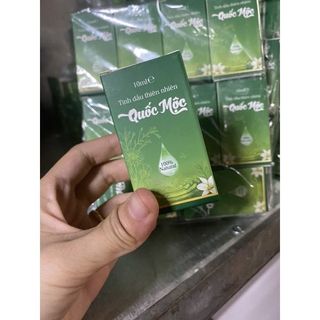 10ml ℮
Tinh dầu thiên nhiên
Quốc Mộc
100%
Natural